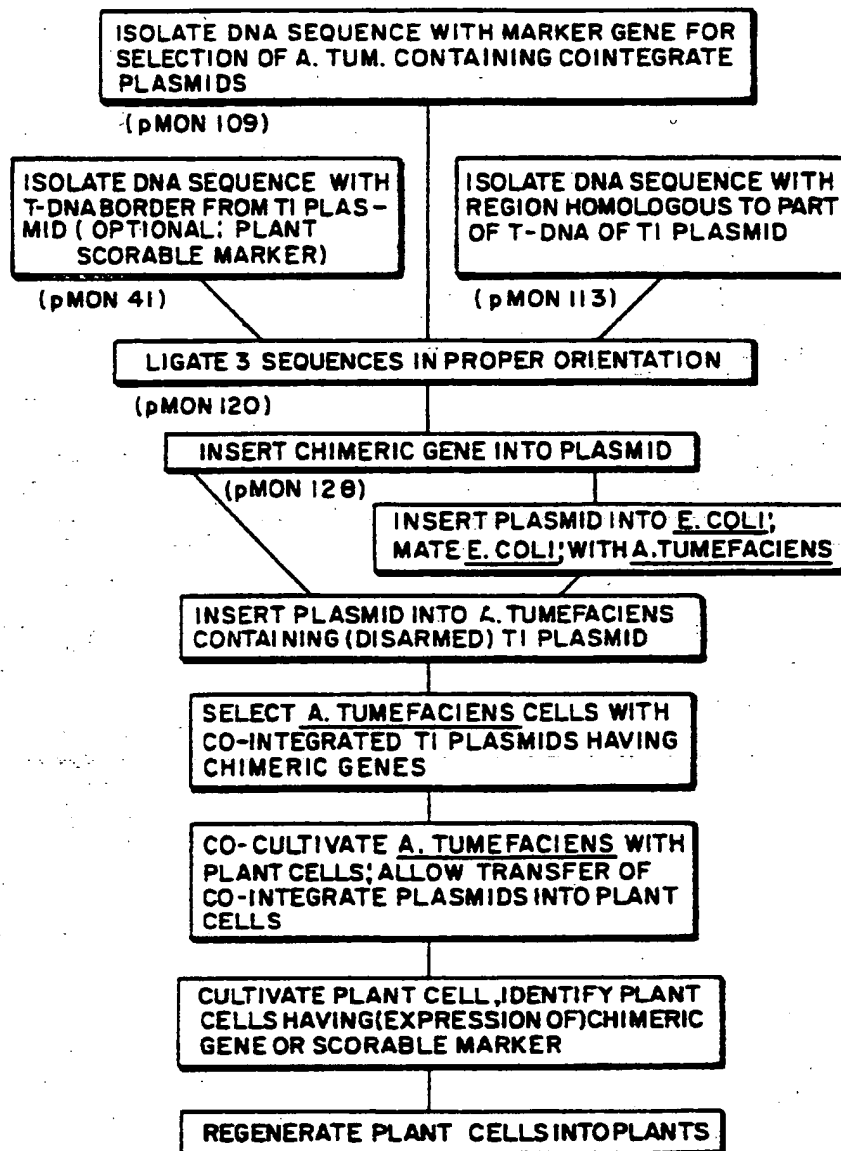 ISOLATE DNA SEQUENCE WITH MARKER GENE FOR
SELECTION OF A. TUM. CONTAINING COINTEGRATE
PLASMIDS
(pMON 109)
ISOLATE DNA SEQUENCE WITH
T-DNA BORDER FROM TI PLAS-
MID (OPTIONAL: PLANT
SCORABLE MARKER)
(pMON 41)
ISOLATE DNA SEQUENCE WITH
REGION HOMOLOGOUS TO PART
OF T-DNA OF TI PLASMID
(pMON 113)
LIGATE 3 SEQUENCES IN PROPER ORIENTATION
(pMON 120)
INSERT CHIMERIC GENE INTO PLASMID
(pMON 128)
INSERT PLASMID INTO E. COLI;
MATE E. COLI; WITH A.TUMEFACIENS
INSERT PLASMID INTO A. TUMEFACIENS
CONTAINING (DISARMED) TI PLASMID
SELECT A. TUMEFACIENS CELLS WITH
CO-INTEGRATED TI PLASMIDS HAVING
CHIMERIC GENES
CO-CULTIVATE A. TUMEFACIENS WITH
PLANT CELLS; ALLOW TRANSFER OF
CO-INTEGRATE PLASMIDS INTO PLANT
CELLS
CULTIVATE PLANT CELL, IDENTIFY PLANT
CELLS HAVING (EXPRESSION OF) CHIMERIC
GENE OR SCORABLE MARKER
REGENERATE PLANT CELLS INTO PLANTS